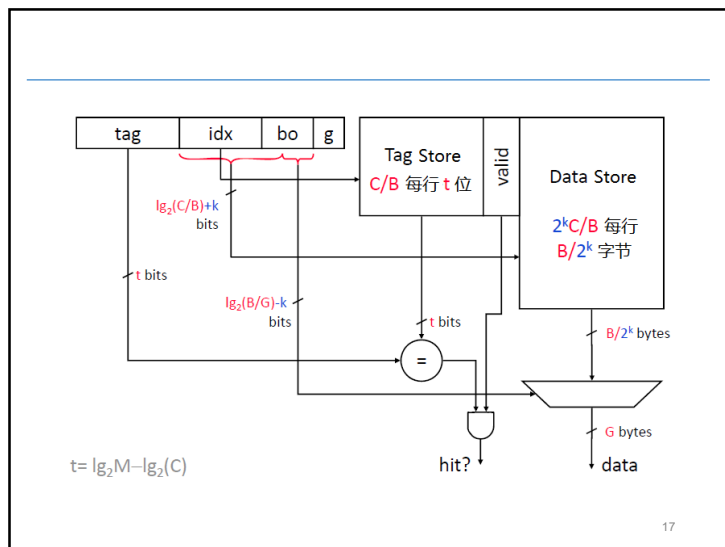 tag
idx
bo
g
Tag Store
C/B 每行 t 位
valid
Data Store
2ᵏC/B 每行
B/2ᵏ 字节
lg₂(C/B)+k
bits
t bits
lg₂(B/G)-k
bits
t bits
B/2ᵏ bytes
=
G bytes
hit?
data
t= lg₂M–lg₂(C)
17